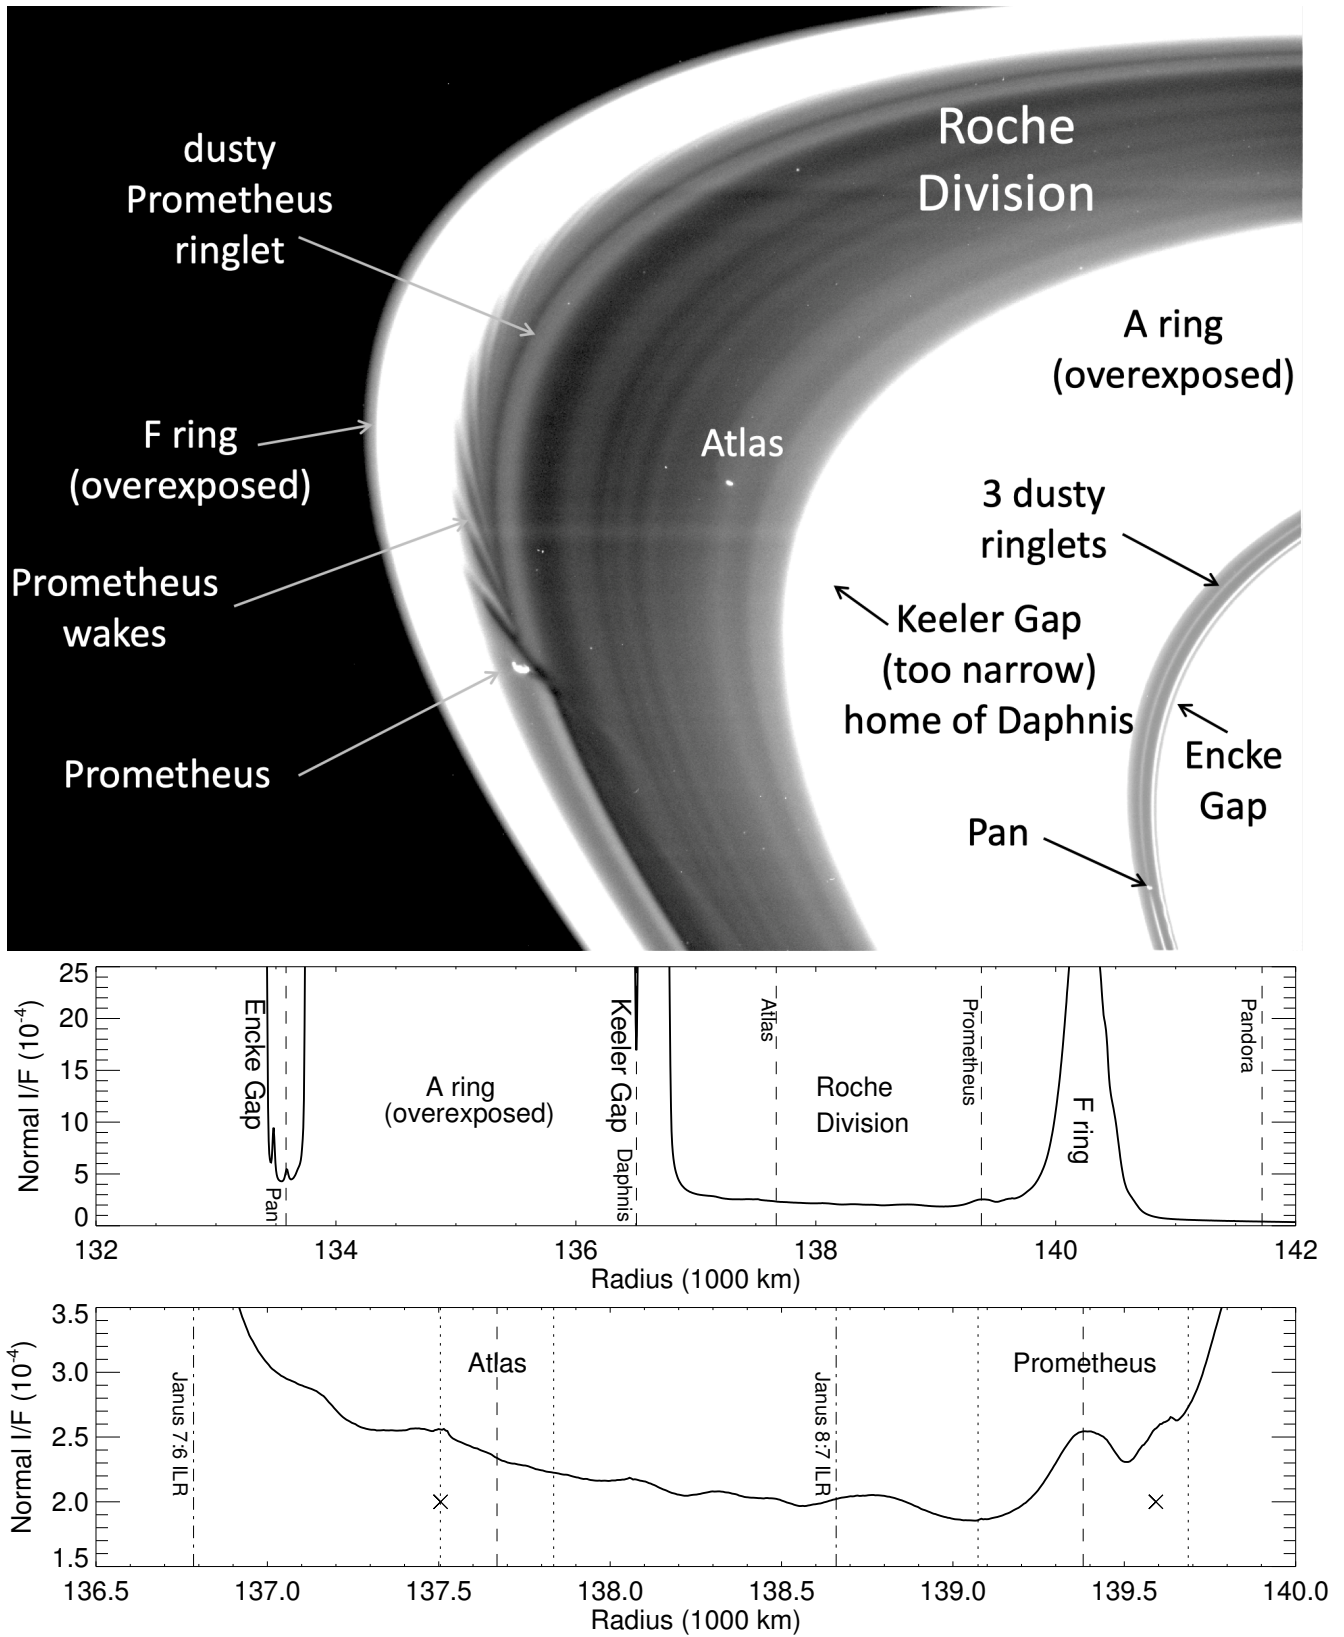 Roche
Division
dusty
Prometheus
ringlet
A ring
(overexposed)
F ring
(overexposed)
Atlas
3 dusty
ringlets
Prometheus
wakes
Keeler Gap
(too narrow)
home of Daphnis
Encke
Gap
Prometheus
Pan
25
20
15
10
5
0
Normal I/F (10-4)
Encke Gap
Pan
A ring
(overexposed)
Keeler Gap
Daphnis
Atlas
Roche
Division
Prometheus
F ring
Pandora
132 134 136 138 140 142
Radius (1000 km)
3.5
3.0
2.5
2.0
1.5
Normal I/F (10-4)
Janus 7:6 ILR
Atlas
Janus 8:7 ILR
Prometheus
136.5 137.0 137.5 138.0 138.5 139.0 139.5 140.0
Radius (1000 km)